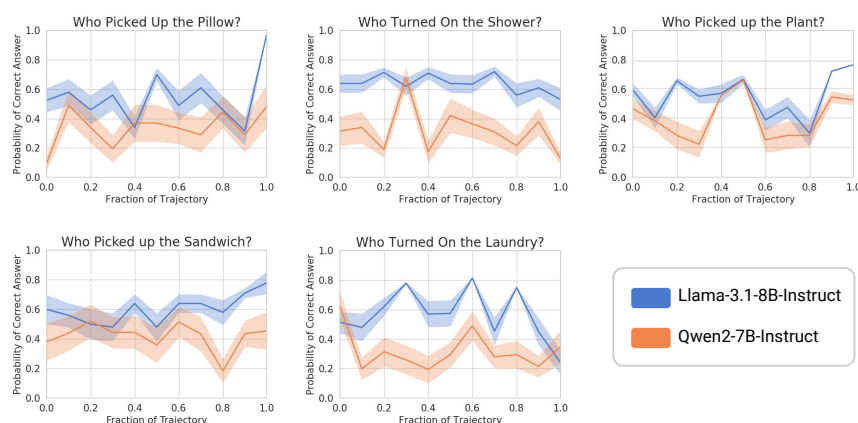 Who Picked Up the Pillow?
Probability of Correct Answer
1.0
0.8
0.6
0.4
0.2
0.0
0.0 0.2 0.4 0.6 0.8 1.0
Fraction of Trajectory
Who Turned On the Shower?
Probability of Correct Answer
1.0
0.8
0.6
0.4
0.2
0.0
0.0 0.2 0.4 0.6 0.8 1.0
Fraction of Trajectory
Who Picked up the Plant?
Probability of Correct Answer
1.0
0.8
0.6
0.4
0.2
0.0
0.0 0.2 0.4 0.6 0.8 1.0
Fraction of Trajectory
Who Picked up the Sandwich?
Probability of Correct Answer
1.0
0.8
0.6
0.4
0.2
0.0
0.0 0.2 0.4 0.6 0.8 1.0
Fraction of Trajectory
Who Turned On the Laundry?
Probability of Correct Answer
1.0
0.8
0.6
0.4
0.2
0.0
0.0 0.2 0.4 0.6 0.8 1.0
Fraction of Trajectory
Llama-3.1-8B-Instruct
Qwen2-7B-Instruct